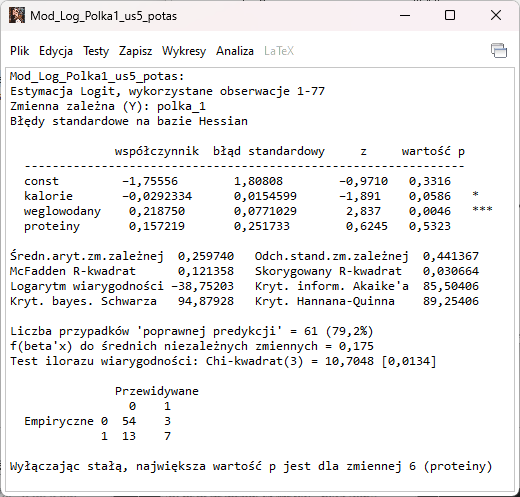 Mod_Log_Polka1_us5_potas
Plik Edycja Testy Zapisz Wykresy Analiza LaTeX
Mod_Log_Polka1_us5_potas:
Estymacja Logit, wykorzystane obserwacje 1-77
Zmienna zależna (Y): polka_1
Błędy standardowe na bazie Hessian
współczynnik błąd standardowy z wartość p
----------------------------------------------------------------
const −1,75556 1,80808 −0,9710 0,3316
kalorie −0,0292334 0,0154599 −1,891 0,0586 *
weglowodany 0,218750 0,0771029 2,837 0,0046 ***
proteiny 0,157219 0,251733 0,6245 0,5323
Średn.aryt.zm.zależnej 0,259740 Odch.stand.zm.zależnej 0,441367
McFadden R-kwadrat 0,121358 Skorygowany R-kwadrat 0,030664
Logarytm wiarygodności −38,75203 Kryt. inform. Akaike'a 85,50406
Kryt. bayes. Schwarza 94,87928 Kryt. Hannana-Quinna 89,25406
Liczba przypadków 'poprawnej predykcji' = 61 (79,2%)
f(beta'x) do średnich niezależnych zmiennych = 0,175
Test ilorazu wiarygodności: Chi-kwadrat(3) = 10,7048 [0,0134]
Przewidywane
0 1
Empiryczne 0 54 3
1 13 7
Wyłączając stałą, największa wartość p jest dla zmiennej 6 (proteiny)